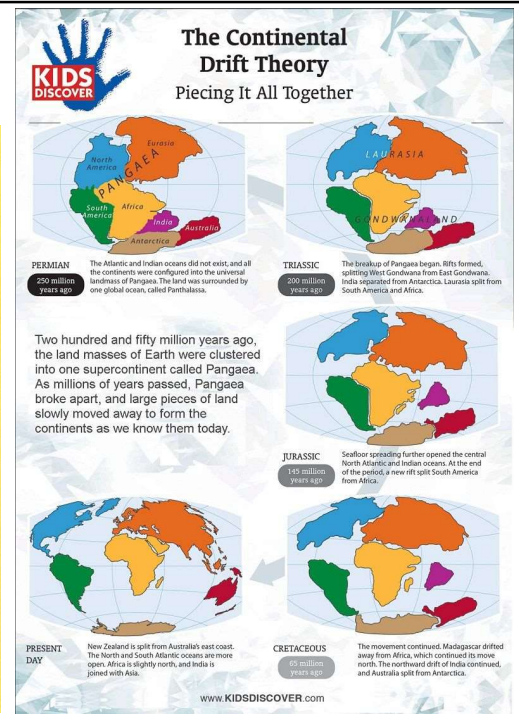 KIDS
DISCOVER
The Continental
Drift Theory
Piecing It All Together
North
America
Eurasia
PANGAEA
South
America
Africa
India
Australia
Antarctica
PERMIAN
250 million
years ago
The Atlantic and Indian oceans did not exist, and all
the continents were configured into the universal
landmass of Pangaea. The land was surrounded by
one global ocean, called Panthalassa.
LAURASIA
GONDWANALAND
TRIASSIC
200 million
years ago
The breakup of Pangaea began. Rifts formed,
splitting West Gondwana from East Gondwana.
India separated from Antarctica. Laurasia split from
South America and Africa.
Two hundred and fifty million years ago,
the land masses of Earth were clustered
into one supercontinent called Pangaea.
As millions of years passed, Pangaea
broke apart, and large pieces of land
slowly moved away to form the
continents as we know them today.
JURASSIC
145 million
years ago
Seafloor spreading further opened the central
North Atlantic and Indian oceans. At the end
of the period, a new rift split South America
from Africa.
PRESENT
DAY
New Zealand is split from Australia's east coast.
The North and South Atlantic oceans are more
open. Africa is slightly north, and India is
joined with Asia.
CRETACEOUS
65 million
years ago
The movement continued. Madagascar drifted
away from Africa, which continued its move
north. The northward drift of India continued,
and Australia split from Antarctica.
www.KIDSDISCOVER.com